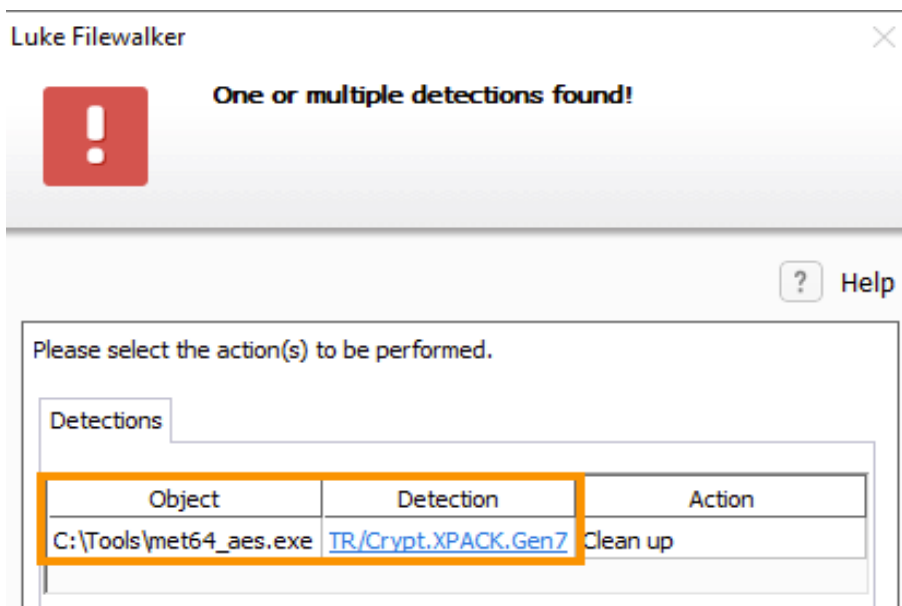 Luke Filewalker
One or multiple detections found!
? Help
Please select the action(s) to be performed.
Detections
Object Detection Action
C:\Tools\met64_aes.exe TR/Crypt.XPACK.Gen7 Clean up